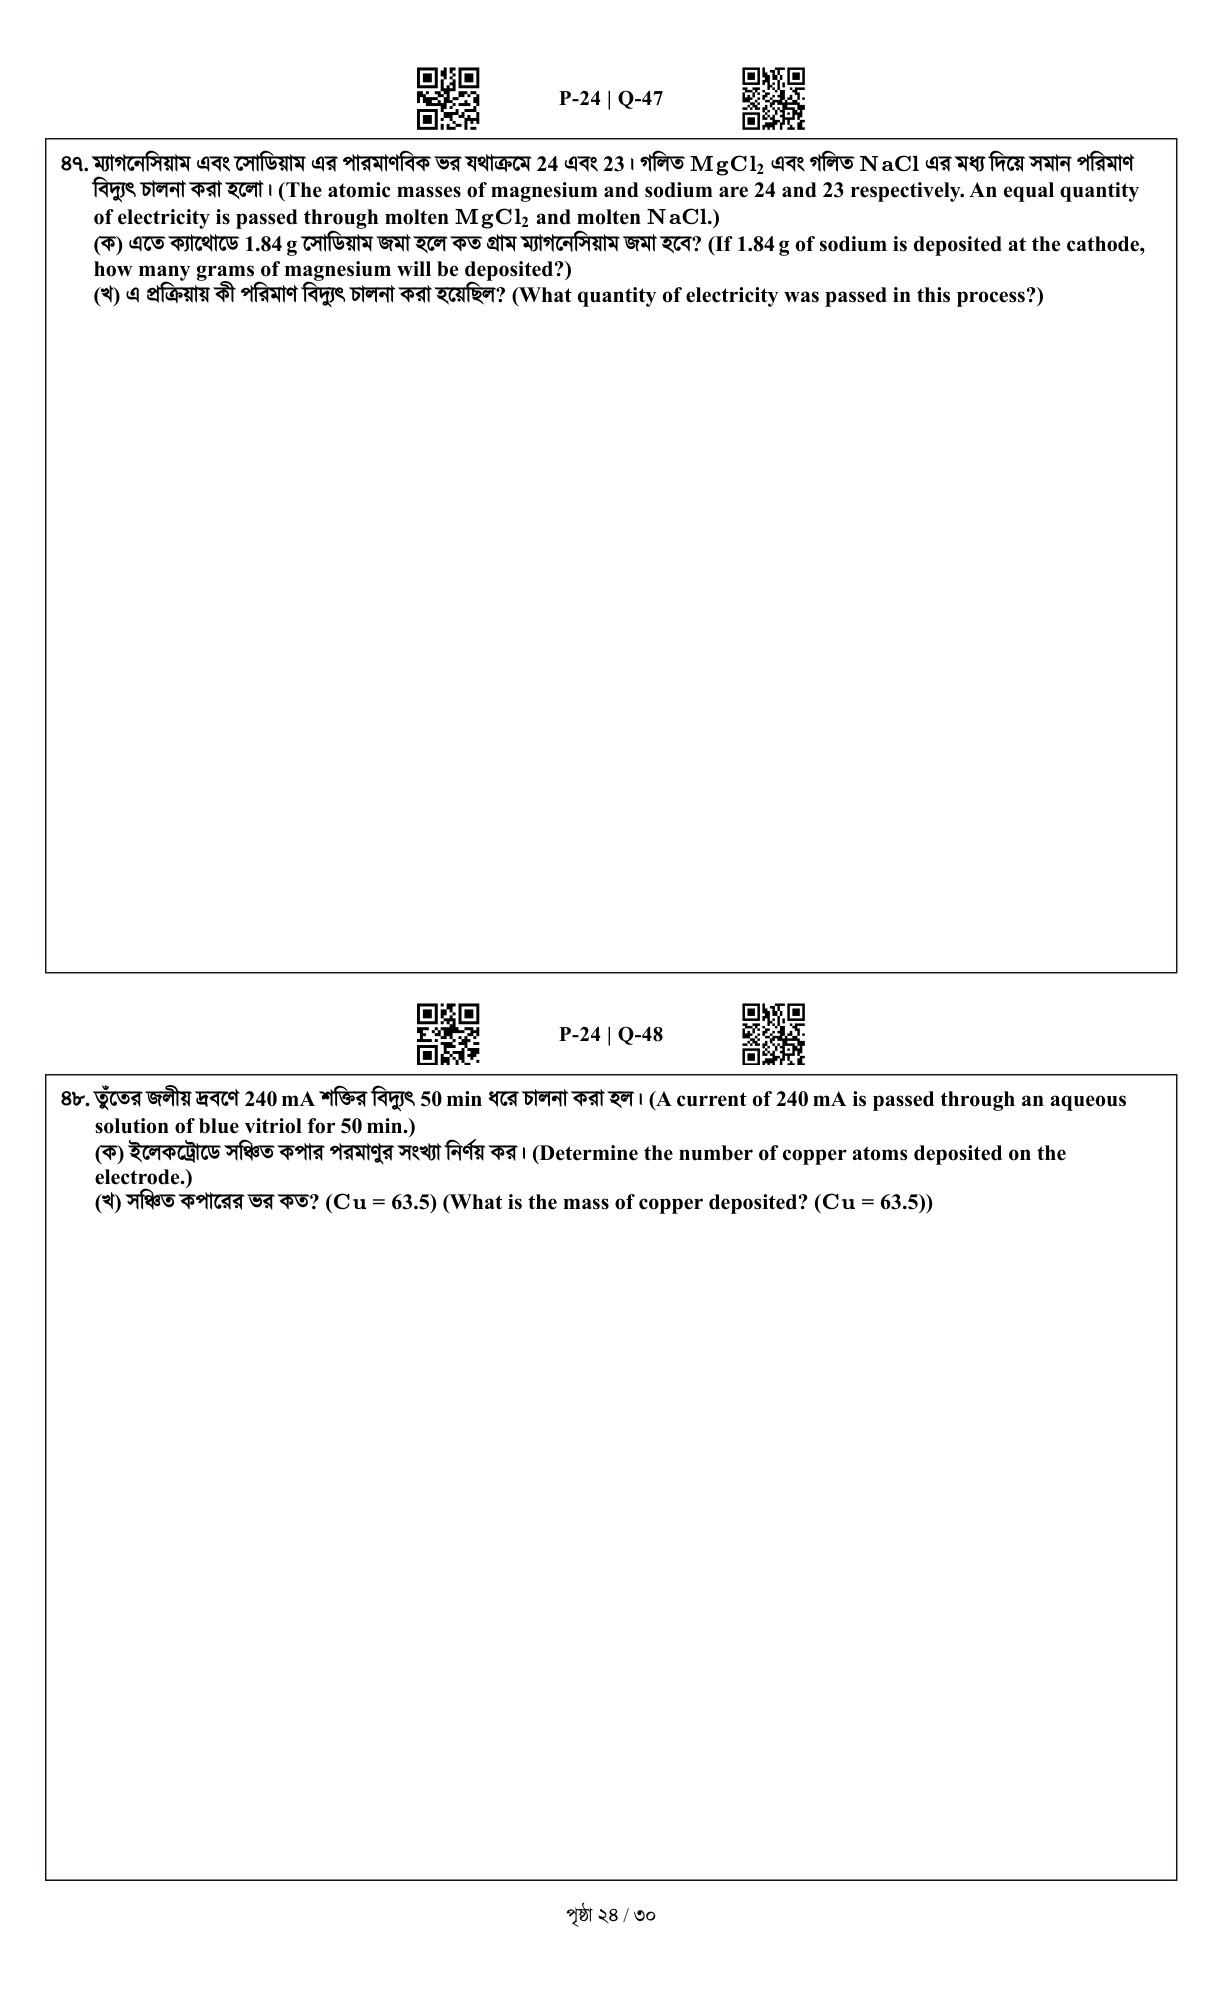 P-24 | Q-47
৪৭. ম্যাগনেসিয়াম এবং সোডিয়াম এর পারমাণবিক ভর যথাক্রমে 24 এবং 23। গলিত MgCl₂ এবং গলিত NaCl এর মধ্য দিয়ে সমান পরিমাণ
বিদ্যুৎ চালনা করা হলো। (The atomic masses of magnesium and sodium are 24 and 23 respectively. An equal quantity
of electricity is passed through molten MgCl₂ and molten NaCl.)
(ক) এতে ক্যাথোডে 1.84 g সোডিয়াম জমা হলে কত গ্রাম ম্যাগনেসিয়াম জমা হবে? (If 1.84 g of sodium is deposited at the cathode,
how many grams of magnesium will be deposited?)
(খ) এ প্রক্রিয়ায় কী পরিমাণ বিদ্যুৎ চালনা করা হয়েছিল? (What quantity of electricity was passed in this process?)
P-24 | Q-48
৪৮. তুঁতের জলীয় দ্রবণে 240 mA শক্তির বিদ্যুৎ 50 min ধরে চালনা করা হল। (A current of 240 mA is passed through an aqueous
solution of blue vitriol for 50 min.)
(ক) ইলেকট্রোডে সঞ্চিত কপার পরমাণুর সংখ্যা নির্ণয় কর। (Determine the number of copper atoms deposited on the
electrode.)
(খ) সঞ্চিত কপারের ভর কত? (Cu = 63.5) (What is the mass of copper deposited? (Cu = 63.5))
পৃষ্ঠা ২৪ / ৩০